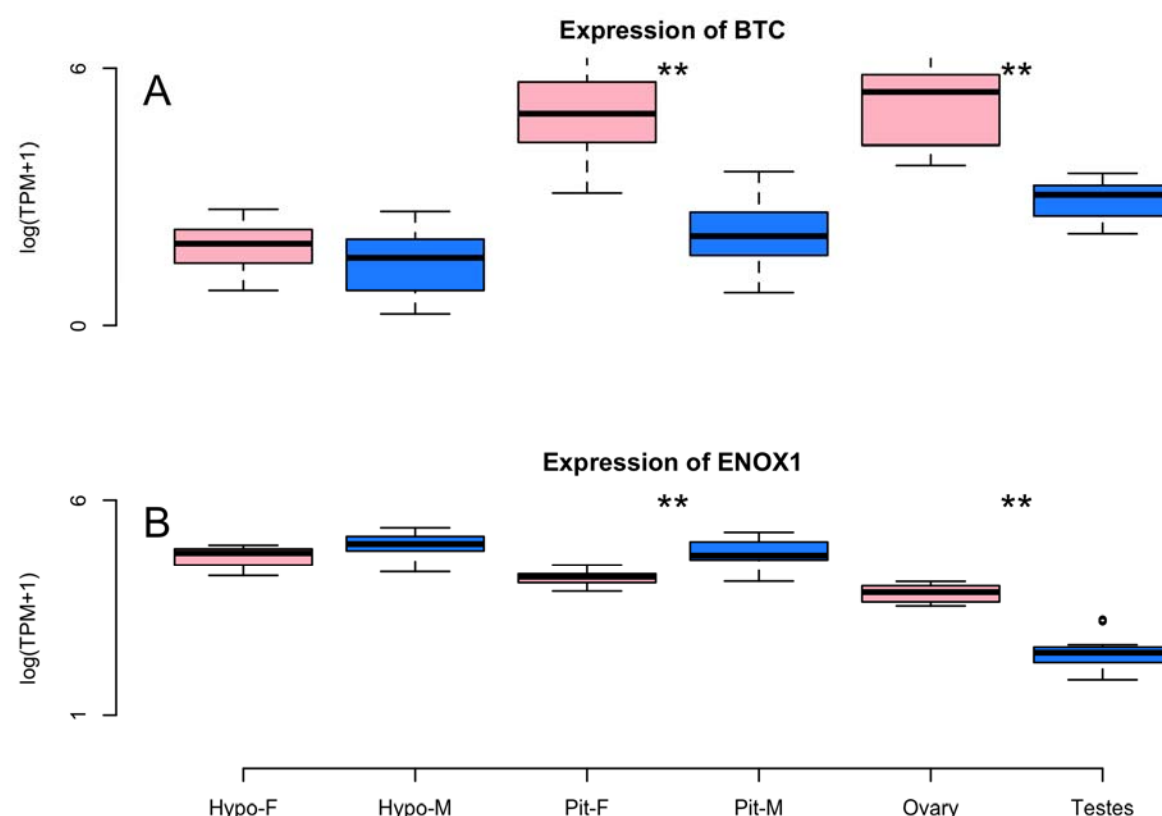 Expression of BTC
6
A
**
**
log(TPM+1)
0
Expression of ENOX1
6
B
**
**
log(TPM+1)
1
Hypo-F Hypo-M Pit-F Pit-M Ovary Testes